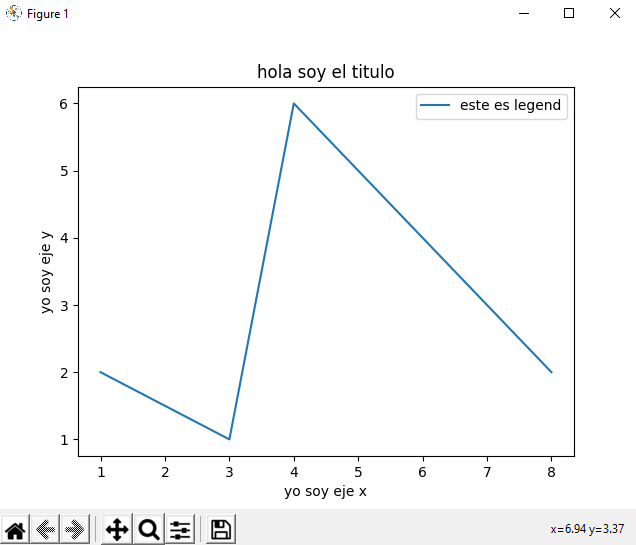 Figure 1
hola soy el titulo
este es legend
6
5
4
3
2
1
yo soy eje y
1 2 3 4 5 6 7 8
yo soy eje x
x=6.94 y=3.37